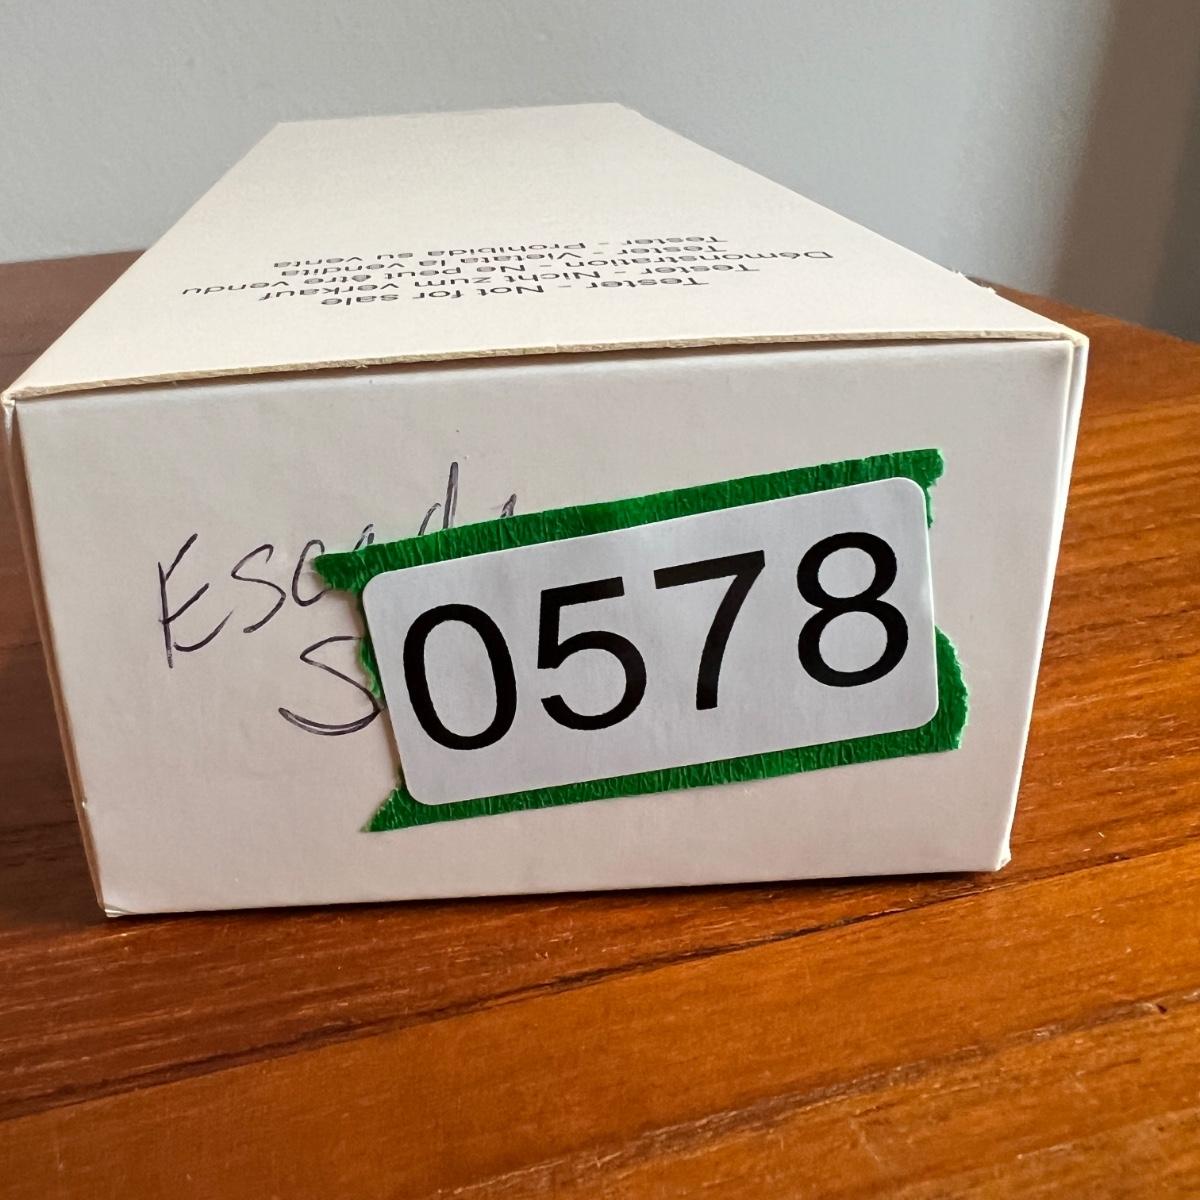 Tester - Not for sale
Tester - Nicht zum verkauf
Démonstration - Ne peut être vendu
Tester - Vietata la vendita
Tester - Prohibida su venta
Escada
S
0578